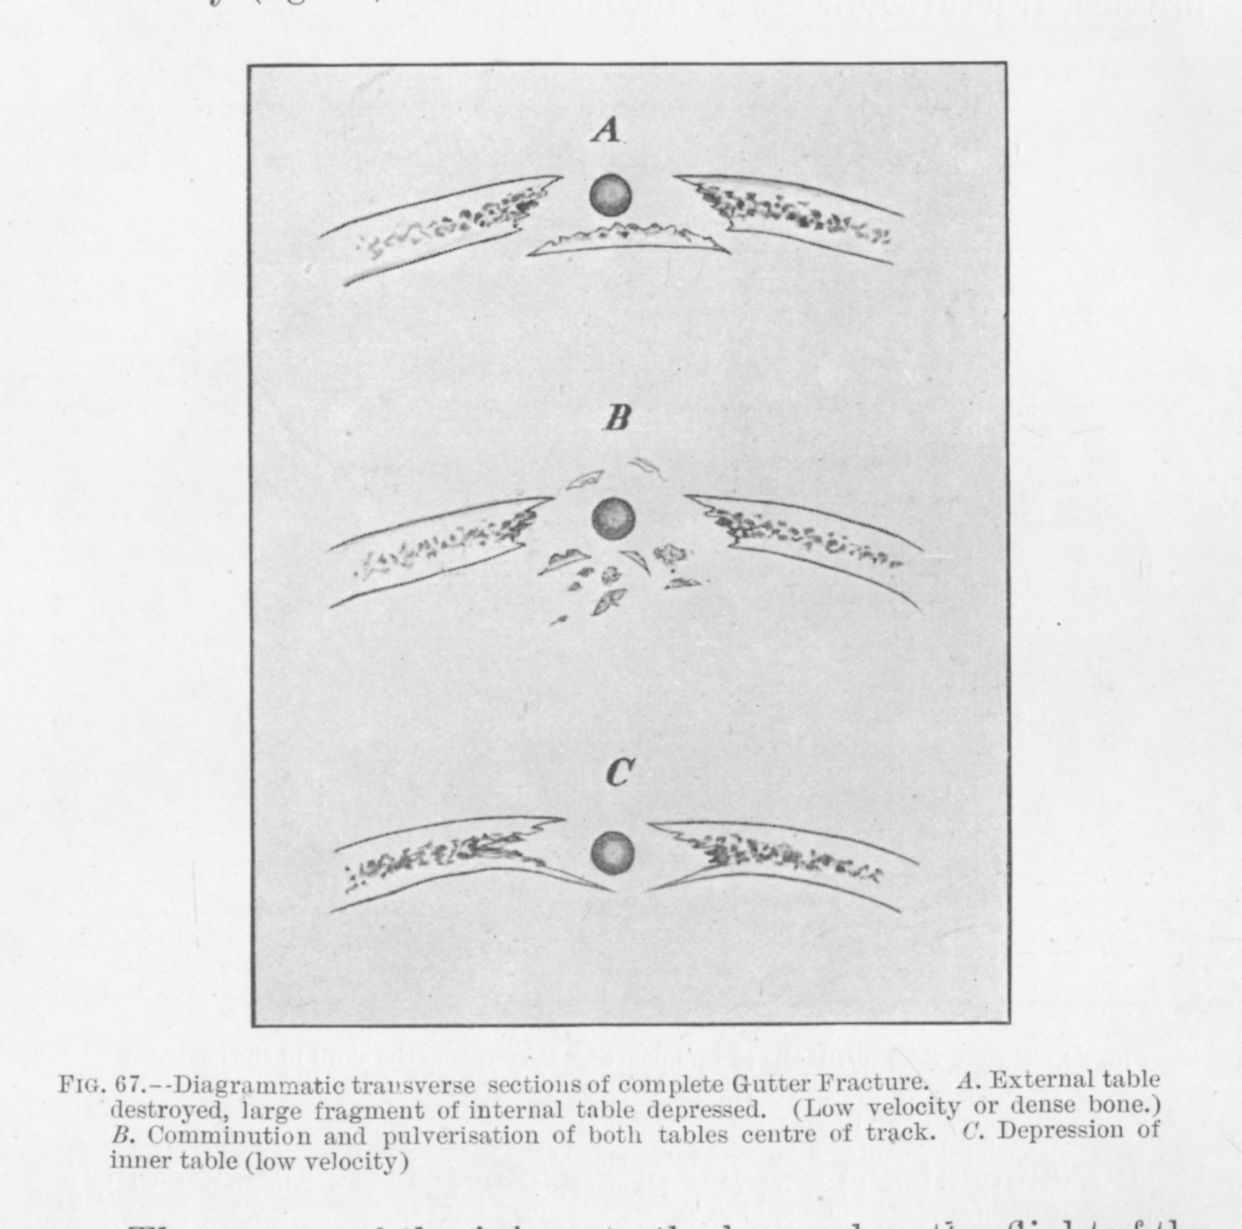 A
B
C
FIG. 67.--Diagrammatic transverse sections of complete Gutter Fracture. A. External table
destroyed, large fragment of internal table depressed. (Low velocity or dense bone.)
B. Comminution and pulverisation of both tables centre of track. C. Depression of
inner table (low velocity)